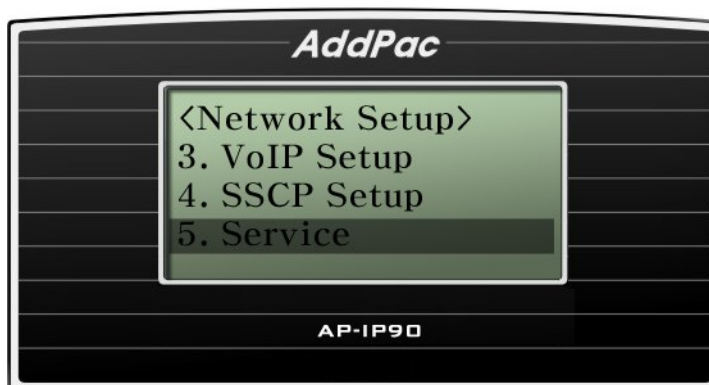 AddPac
<Network Setup>
3. VoIP Setup
4. SSCP Setup
5. Service
AP-IP90